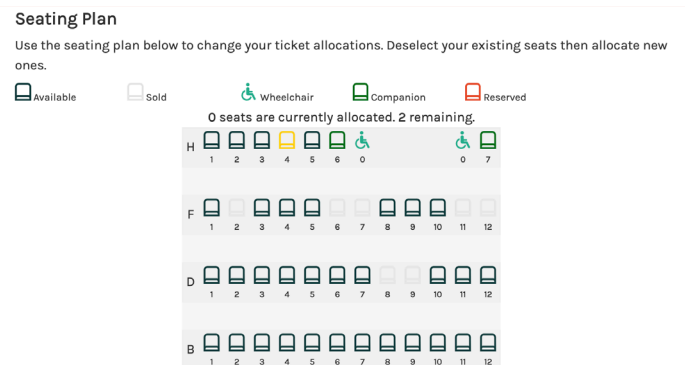 Seating Plan
Use the seating plan below to change your ticket allocations. Deselect your existing seats then allocate new
ones.
Available Sold Wheelchair Companion Reserved
0 seats are currently allocated. 2 remaining.
H
1 2 3 4 5 6 0 0 7
F
1 2 3 4 5 6 7 8 9 10 11 12
D
1 2 3 4 5 6 7 8 9 10 11 12
B
1 2 3 4 5 6 7 8 9 10 11 12